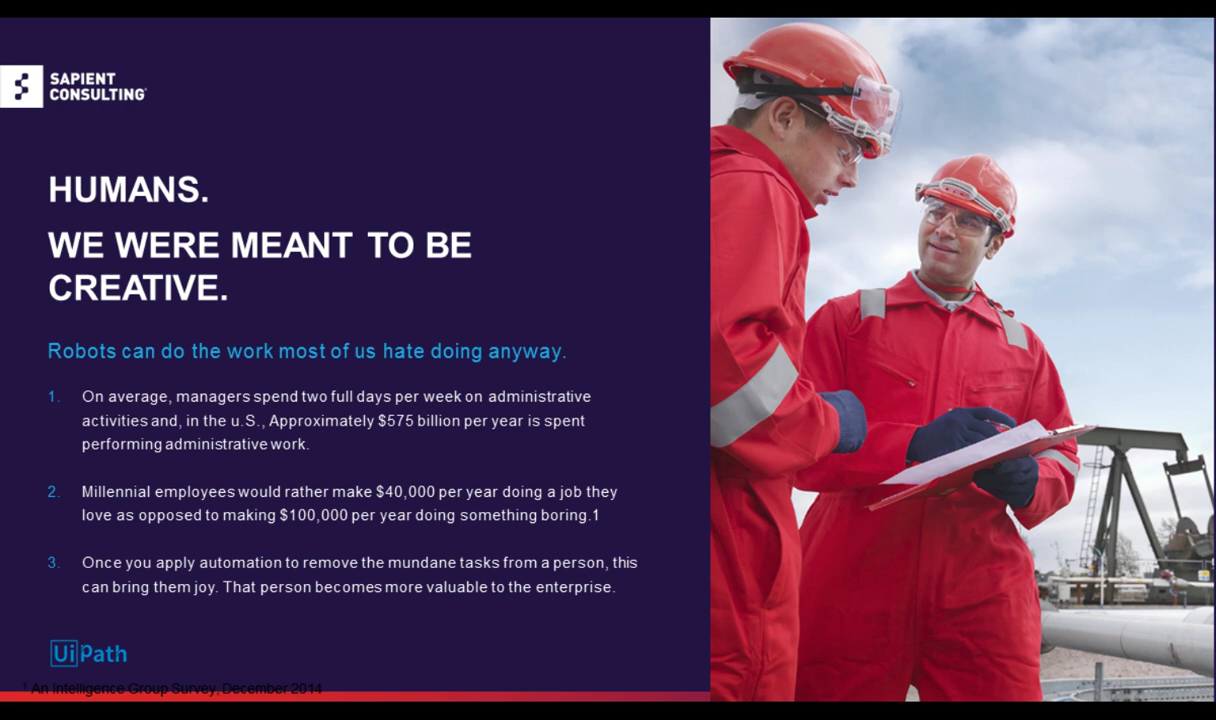 SAPIENT
CONSULTING
HUMANS.
WE WERE MEANT TO BE
CREATIVE.
Robots can do the work most of us hate doing anyway.
1. On average, managers spend two full days per week on administrative
activities and, in the u.S., Approximately $575 billion per year is spent
performing administrative work.
2. Millennial employees would rather make $40,000 per year doing a job they
love as opposed to making $100,000 per year doing something boring.1
3. Once you apply automation to remove the mundane tasks from a person, this
can bring them joy. That person becomes more valuable to the enterprise.
UiPath
1 An Intelligence Group Survey, December 2014